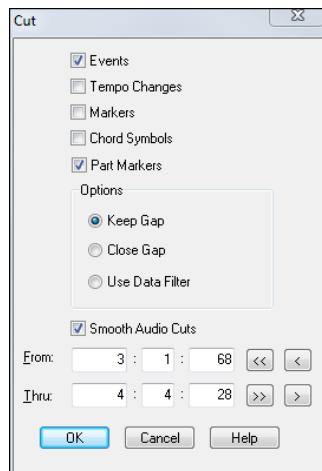 Cut
Events
Tempo Changes
Markers
Chord Symbols
Part Markers
Options
Keep Gap
Close Gap
Use Data Filter
Smooth Audio Cuts
From: 3 : 1 : 68 << <
Thru: 4 : 4 : 28 >> >
OK Cancel Help